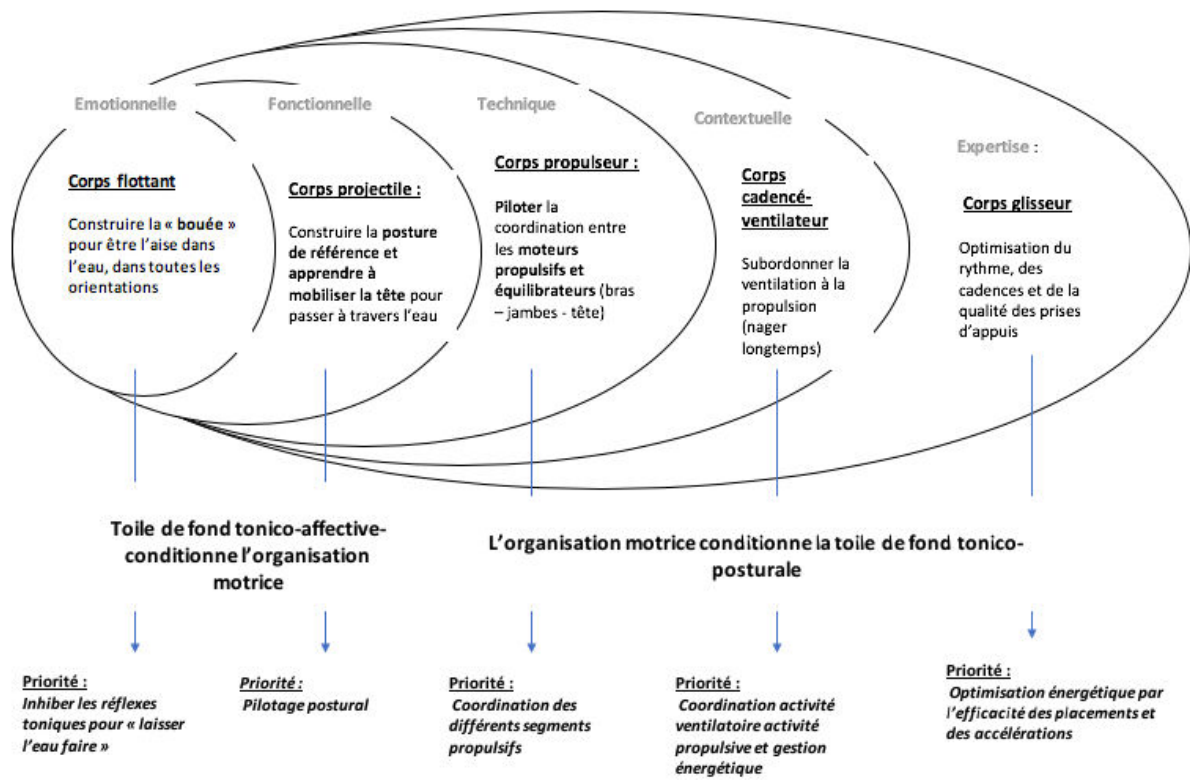 Emotionnelle
Fonctionnelle
Technique
Contextuelle
Expertise :
Corps flottant
Construire la « bouée »
pour être l'aise dans
l'eau, dans toutes les
orientations
Corps projectile :
Construire la posture
de référence et
apprendre à
mobiliser la tête pour
passer à travers l'eau
Corps propulseur :
Piloter la
coordination entre
les moteurs
propulsifs et
équilibrateurs (bras
– jambes - tête)
Corps
cadencé-
ventilateur
Subordonner la
ventilation à la
propulsion
(nager
longtemps)
Corps glisseur
Optimisation du
rythme, des
cadences et de la
qualité des prises
d'appuis
Toile de fond tonico-affective-
conditionne l'organisation
motrice
L'organisation motrice conditionne la toile de fond tonico-
posturale
Priorité :
Inhiber les réflexes
toniques pour « laisser
l'eau faire »
Priorité :
Pilotage postural
Priorité :
Coordination des
différents segments
propulsifs
Priorité :
Coordination activité
ventilatoire activité
propulsive et gestion
énergétique
Priorité :
Optimisation énergétique par
l'efficacité des placements et
des accélérations